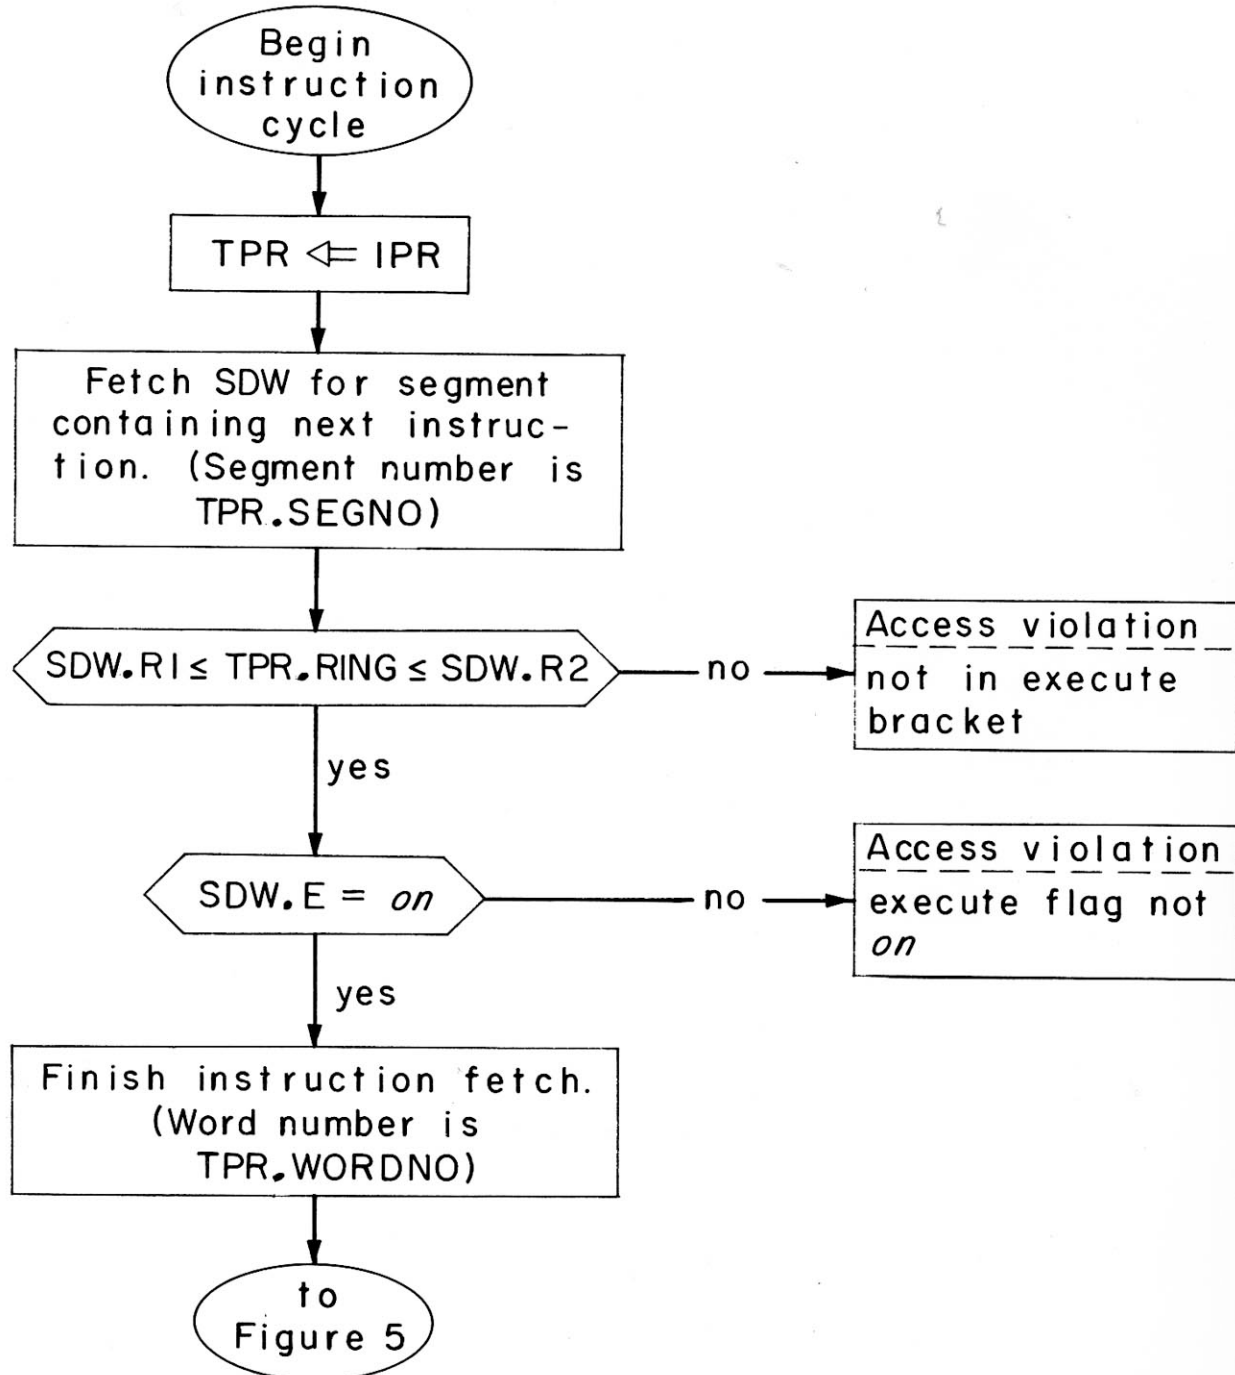 Begin
instruction
cycle
TPR ⇐ IPR
Fetch SDW for segment
containing next instruc-
tion. (Segment number is
TPR.SEGNO)
SDW.R1 ≤ TPR.RING ≤ SDW.R2
no
Access violation
not in execute
bracket
yes
SDW.E = on
no
Access violation
execute flag not
on
yes
Finish instruction fetch.
(Word number is
TPR.WORDNO)
to
Figure 5